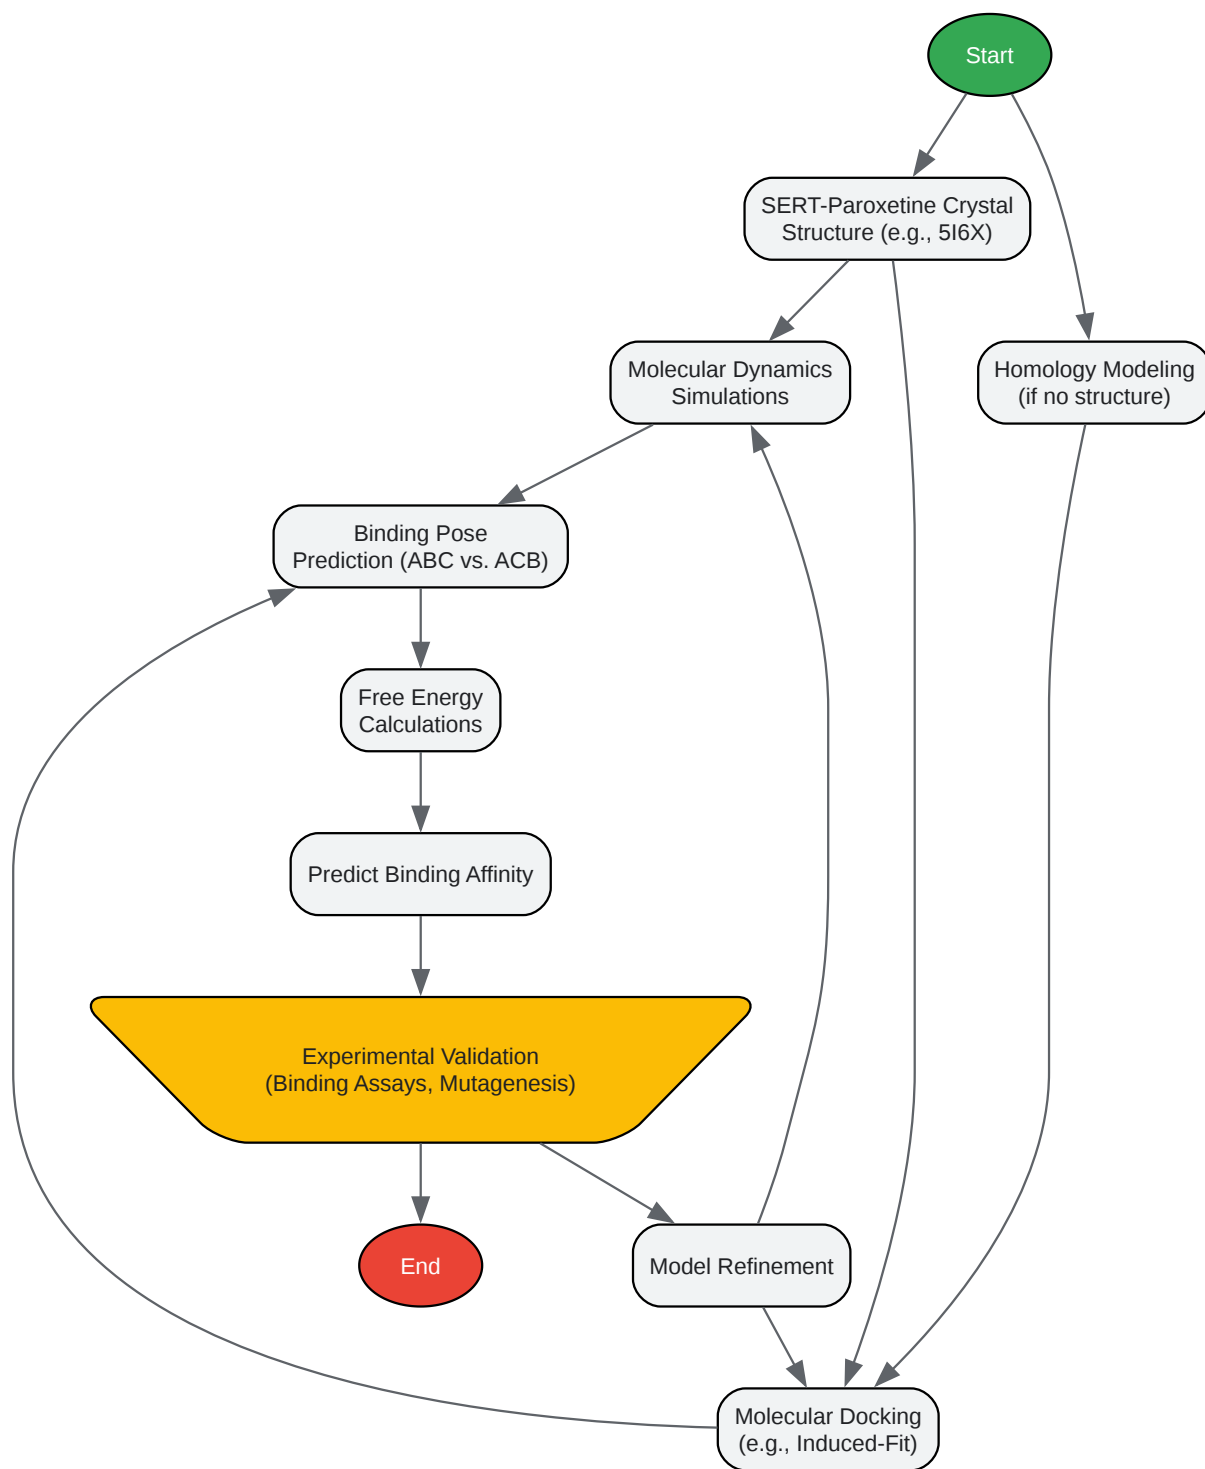 Start
SERT-Paroxetine Crystal
Structure (e.g., 5I6X)
Molecular Dynamics
Simulations
Homology Modeling
(if no structure)
Binding Pose
Prediction (ABC vs. ACB)
Free Energy
Calculations
Predict Binding Affinity
Experimental Validation
(Binding Assays, Mutagenesis)
End
Model Refinement
Molecular Docking
(e.g., Induced-Fit)